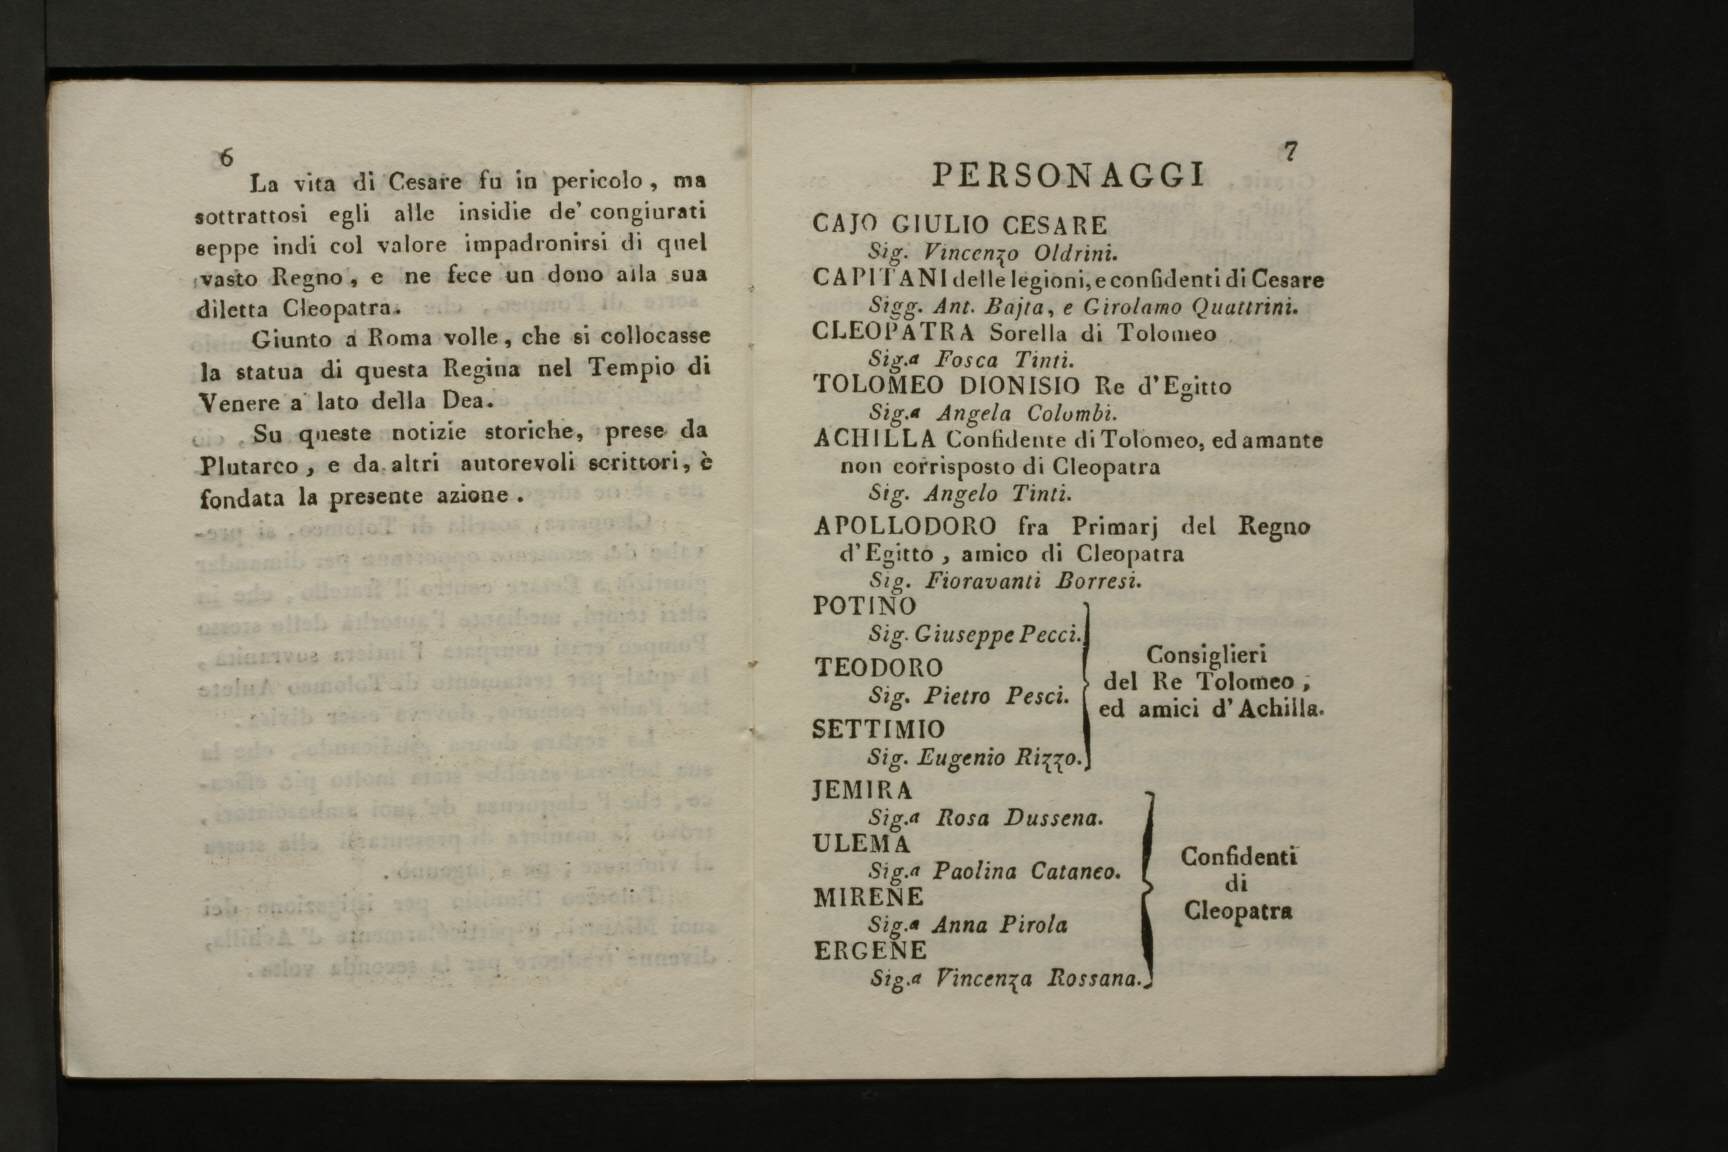 6
La vita di Cesare fu in pericolo, ma
sottrattosi egli alle insidie de' congiurati
seppe indi col valore impadronirsi di quel
vasto Regno, e ne fece un dono alla sua
diletta Cleopatra.
Giunto a Roma volle, che si collocasse
la statua di questa Regina nel Tempio di
Venere a lato della Dea.
Su queste notizie storiche, prese da
Plutarco, e da altri autorevoli scrittori, è
fondata la presente azione.
7
PERSONAGGI
CAJO GIULIO CESARE
Sig. Vincenzo Oldrini.
CAPITANI delle legioni, e confidenti di Cesare
Sigg. Ant. Bajta, e Girolamo Quattrini.
CLEOPATRA Sorella di Tolomeo
Sig.a Fosca Tinti.
TOLOMEO DIONISIO Re d'Egitto
Sig.a Angela Colombi.
ACHILLA Confidente di Tolomeo, ed amante
non corrisposto di Cleopatra
Sig. Angelo Tinti.
APOLLODORO fra Primarj del Regno
d'Egitto, amico di Cleopatra
Sig. Fioravanti Borresi.
POTINO
Sig. Giuseppe Pecci.
TEODORO
Sig. Pietro Pesci.
SETTIMIO
Sig. Eugenio Rizzo.
Consiglieri
del Re Tolomeo,
ed amici d'Achilla.
JEMIRA
Sig.a Rosa Dussena.
ULEMA
Sig.a Paolina Cataneo.
MIRENE
Sig.a Anna Pirola
ERGENE
Sig.a Vincenza Rossana.
Confidenti
di
Cleopatra